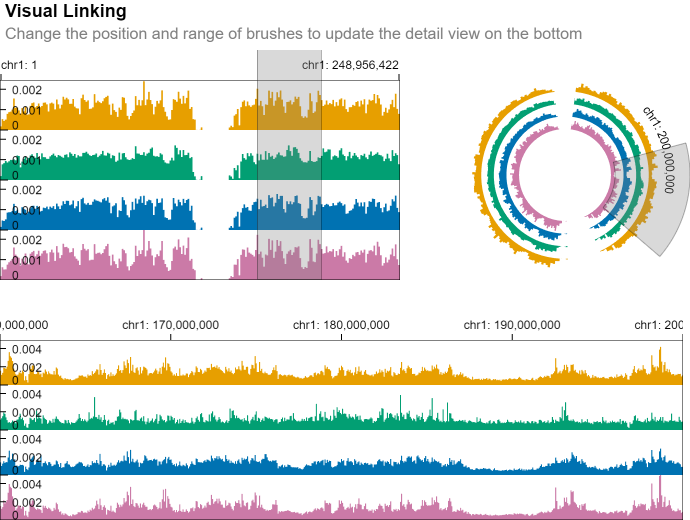 Visual Linking
Change the position and range of brushes to update the detail view on the bottom
chr1: 1
chr1: 248,956,422
0.002
0.001
0
0.002
0.001
0
0.002
0.001
0
0.002
0.001
0
chr1: 200,000,000
0,000,000
chr1: 170,000,000
chr1: 180,000,000
chr1: 190,000,000
chr1: 200
0.004
0.002
0
0.004
0.002
0
0.004
0.002
0
0.004
0.002
0